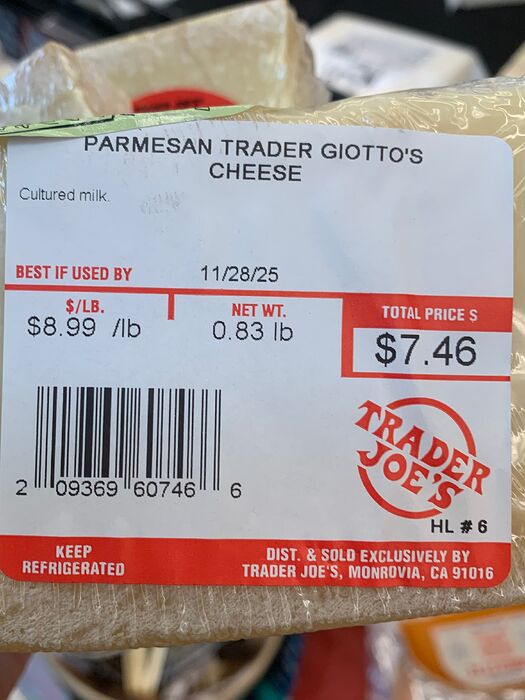 PARMESAN TRADER GIOTTO'S
CHEESE
Cultured milk.
BEST IF USED BY 11/28/25
$/LB. NET WT. TOTAL PRICE $
$8.99 /lb 0.83 lb $7.46
TRADER
JOE'S
2 09369 60746 6
HL # 6
KEEP
REFRIGERATED
DIST. & SOLD EXCLUSIVELY BY
TRADER JOE'S, MONROVIA, CA 91016